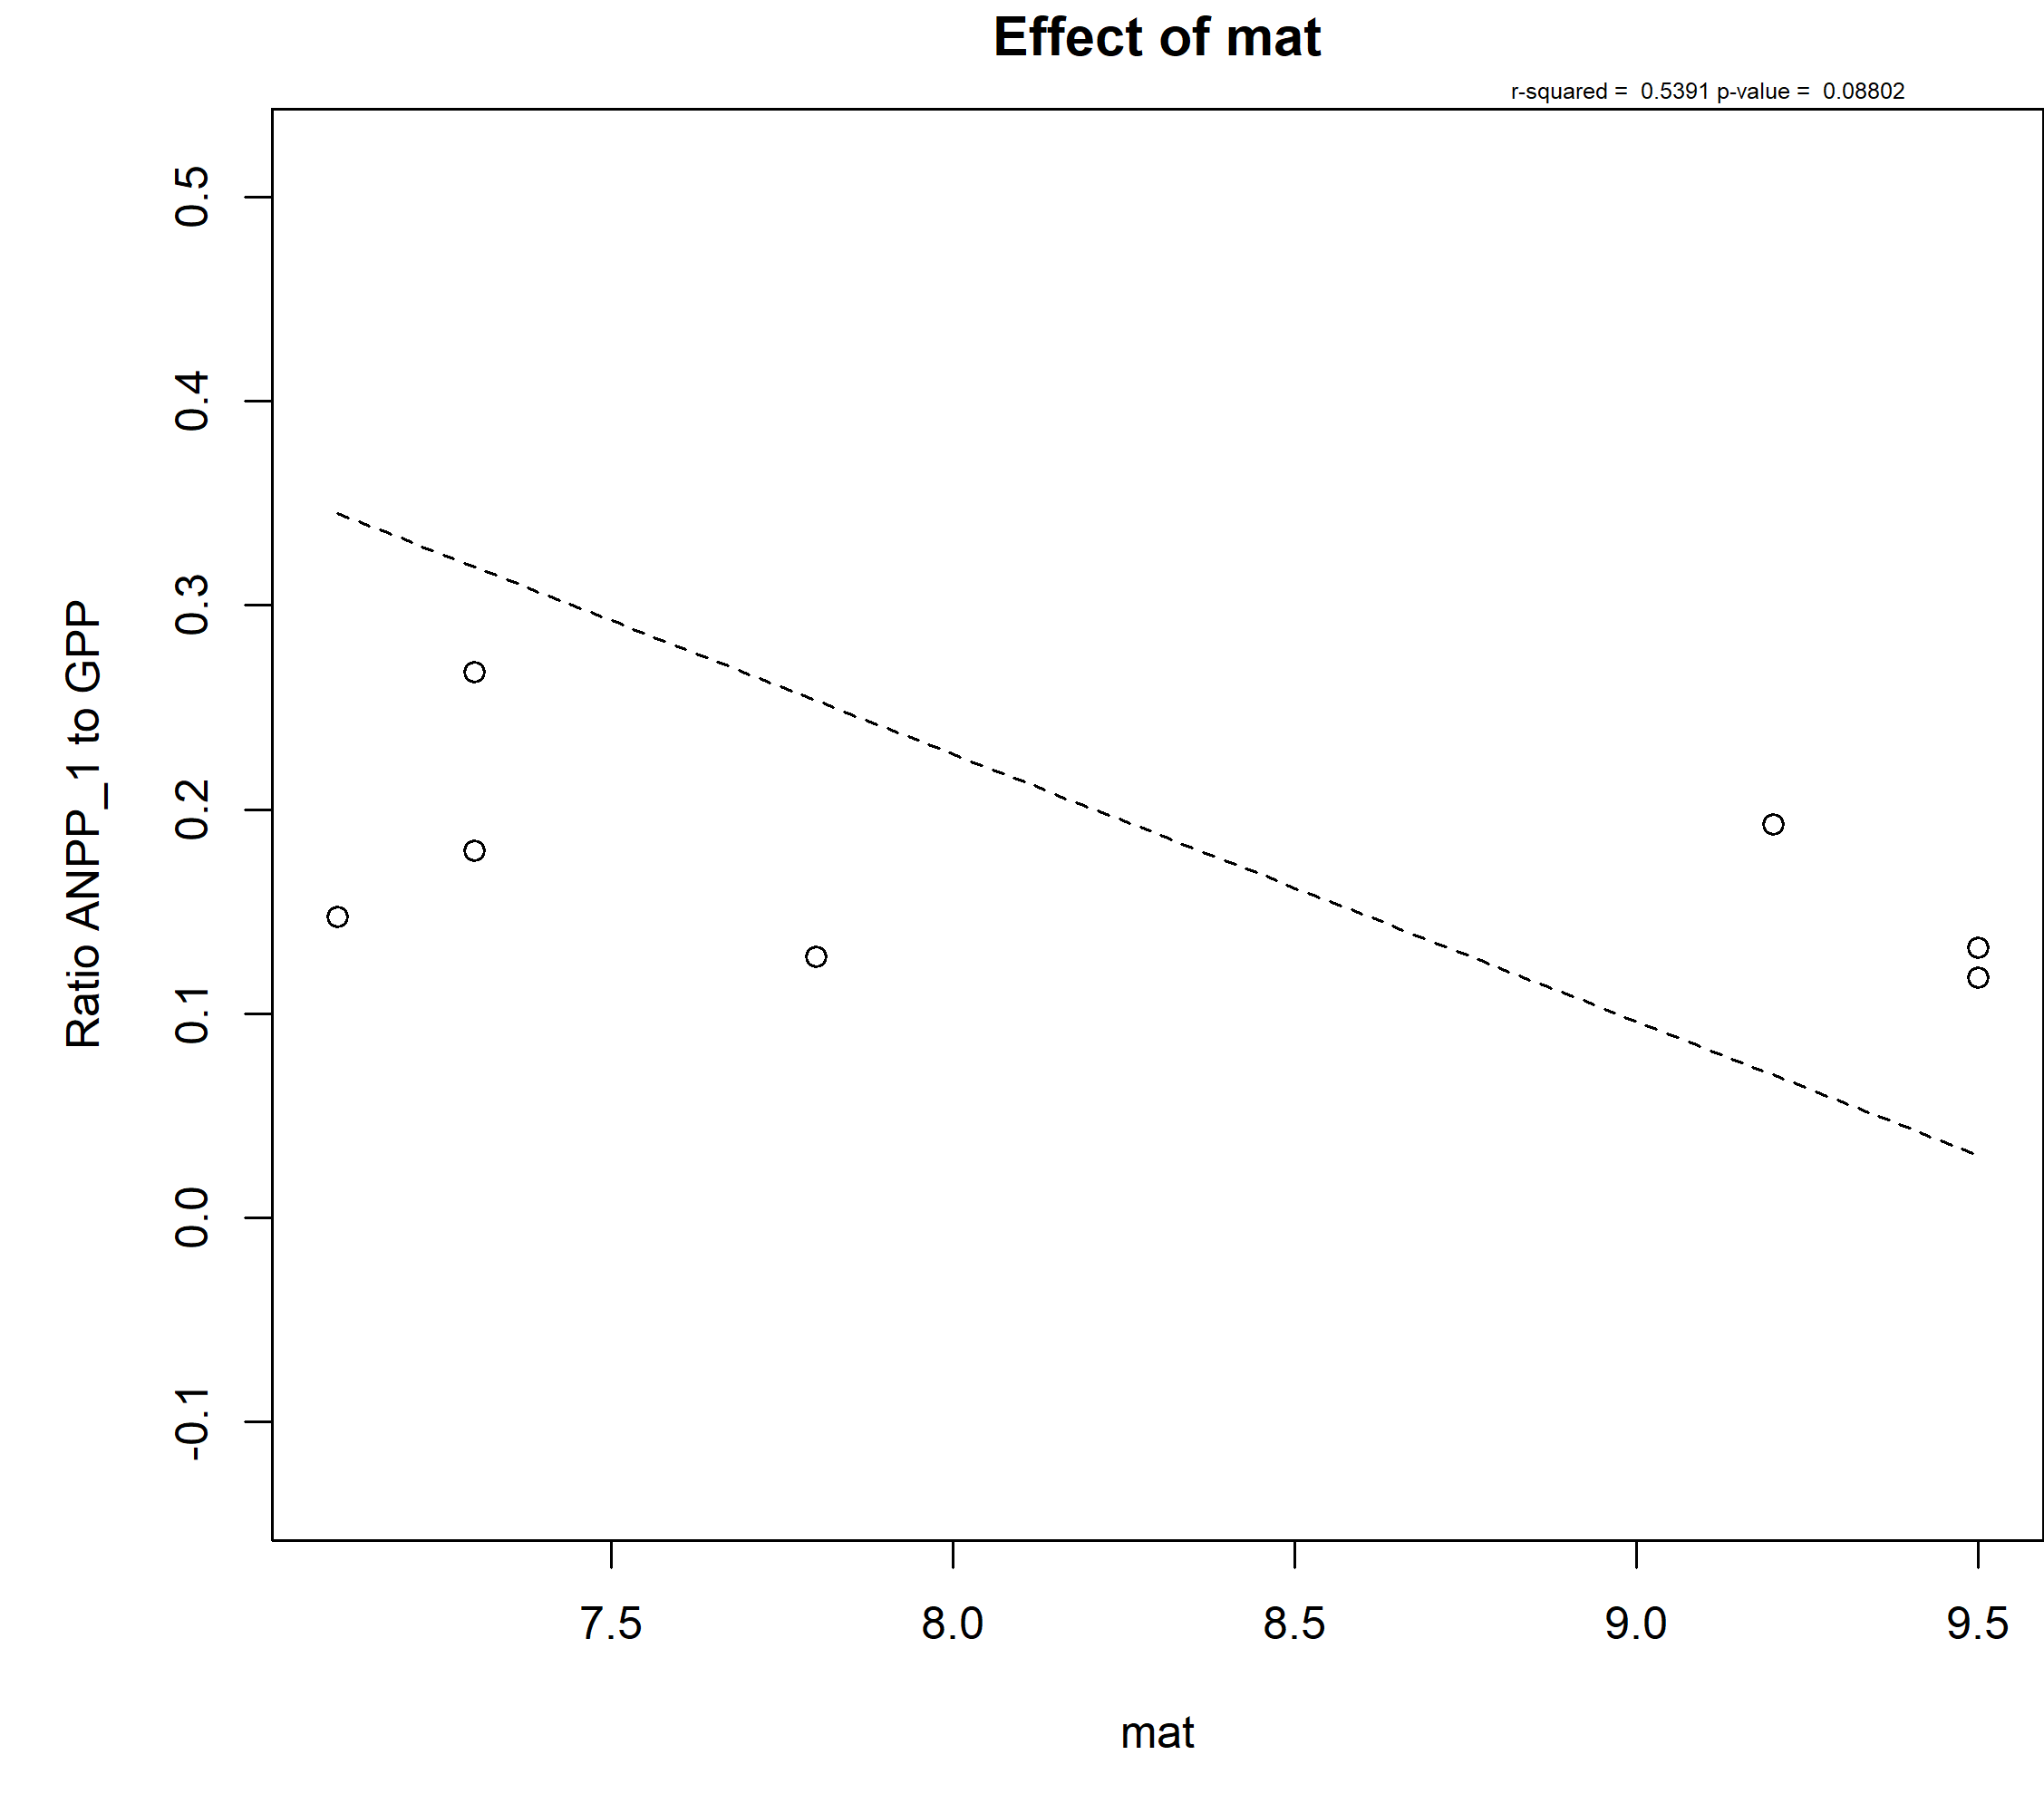 Effect of mat
r-squared =  0.5391 p-value =  0.08802
Ratio ANPP_1 to GPP
0.5
0.4
0.3
0.2
0.1
0.0
-0.1
7.5 8.0 8.5 9.0 9.5
mat